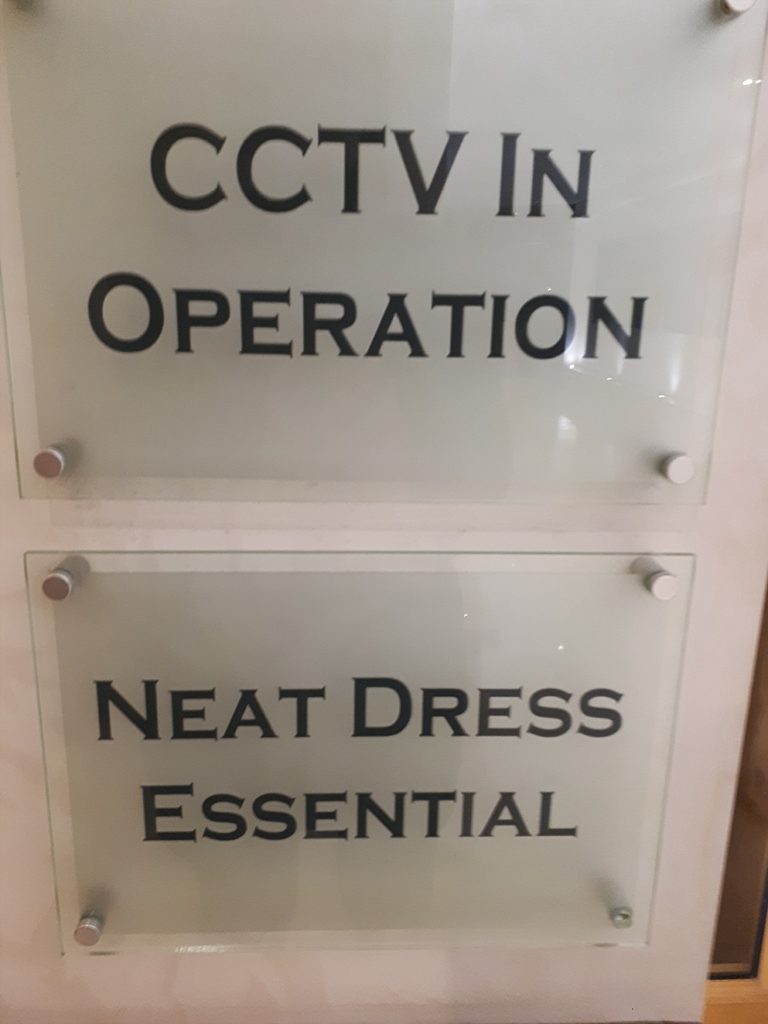 CCTV In
Operation
Neat Dress
Essential